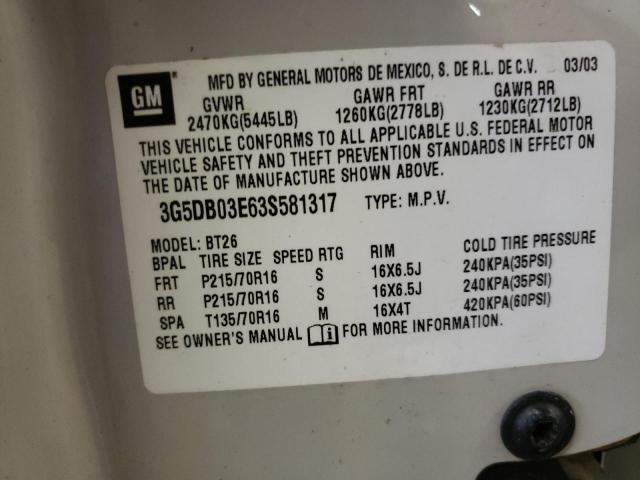 GM
MFD BY GENERAL MOTORS DE MEXICO, S. DE R.L. DE C.V. 03/03
GVWR GAWR FRT GAWR RR
2470KG(5445LB) 1260KG(2778LB) 1230KG(2712LB)
THIS VEHICLE CONFORMS TO ALL APPLICABLE U.S. FEDERAL MOTOR
VEHICLE SAFETY AND THEFT PREVENTION STANDARDS IN EFFECT ON
THE DATE OF MANUFACTURE SHOWN ABOVE.
3G5DB03E63S581317 TYPE: M.P.V.
MODEL: BT26
BPAL TIRE SIZE SPEED RTG RIM COLD TIRE PRESSURE
FRT P215/70R16 S 16X6.5J 240KPA(35PSI)
RR P215/70R16 S 16X6.5J 240KPA(35PSI)
SPA T135/70R16 M 16X4T 420KPA(60PSI)
SEE OWNER'S MANUAL FOR MORE INFORMATION.